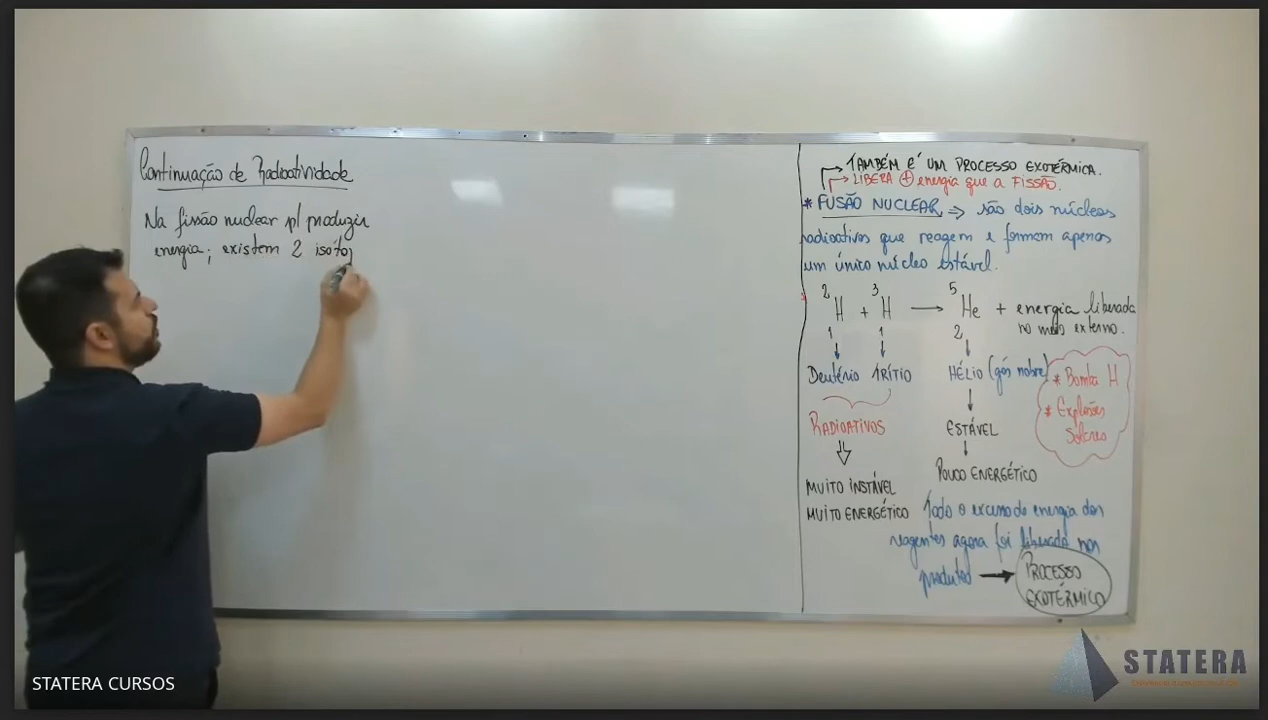 Continuação de Radioatividade
Na fissão nuclear p/ produzir
energia; existem 2 isótop
TAMBÉM É UM PROCESSO EXOTÉRMICA.
LIBERA + energia que a FISSÃO.
* FUSÃO NUCLEAR => são dois núcleos
radioativos que reagem e formam apenas
um único núcleo estável.
2 3 5
H + H → He + energia liberada
1 1 2 no meio externo.
Deutério TRÍTIO HÉLIO (gás nobre)
* Bomba H
* Explosões
Solares
RADIOATIVOS ESTÁVEL
POUCO ENERGÉTICO
MUITO INSTÁVEL
MUITO ENERGÉTICO
Todo o excesso de energia dos
reagentes agora foi liberado nos
produtos → PROCESSO
EXOTÉRMICO
STATERA CURSOS
STATERA